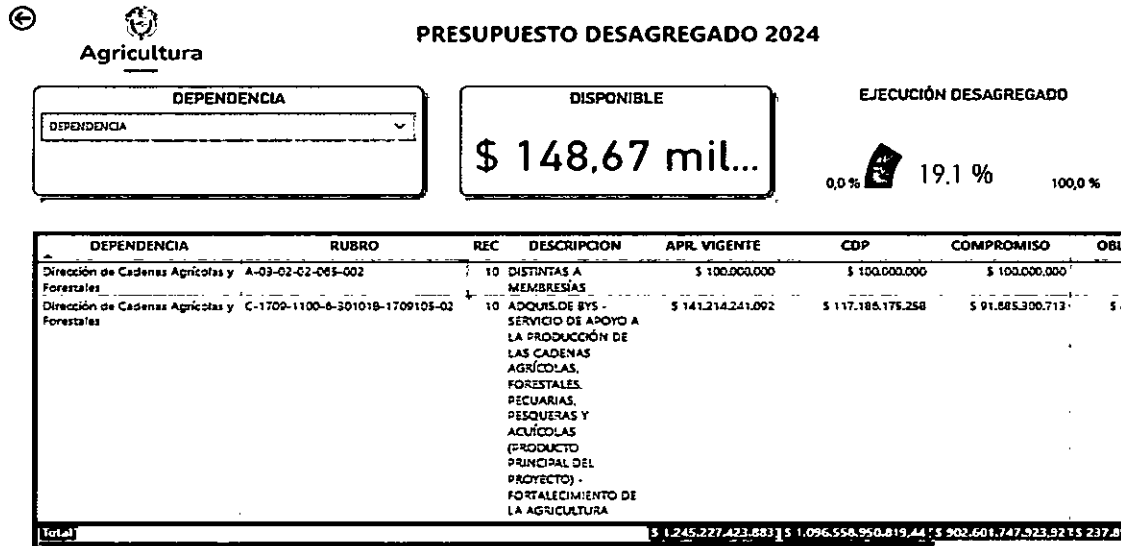 Agricultura
PRESUPUESTO DESAGREGADO 2024
DEPENDENCIA
DEPENDENCIA
DISPONIBLE
$ 148,67 mil...
EJECUCIÓN DESAGREGADO
0,0 %
19.1 %
100,0 %
DEPENDENCIA RUBRO REC DESCRIPCION APR. VIGENTE CDP COMPROMISO OBL
Dirección de Cadenas Agrícolas y A-03-02-02-065-002 10 DISTINTAS A $ 100.000.000 $ 100.000.000 $ 100.000.000
Forestales MEMBRESÍAS
Dirección de Cadenas Agrícolas y C-1709-1100-6-301018-1709105-02 10 ADQUIS.DE BYS - $ 141.214.241.092 $ 117.186.175.258 $ 91.885.300.713 $
Forestales SERVICIO DE APOYO A
LA PRODUCCIÓN DE
LAS CADENAS
AGRÍCOLAS,
FORESTALES,
PECUARIAS,
PESQUERAS Y
ACUÍCOLAS
(PRODUCTO
PRINCIPAL DEL
PROYECTO) -
FORTALECIMIENTO DE
LA AGRICULTURA
Total $ 1.245.227.423.883 $ 1.096.558.950.819,44 $ 902.601.747.923,92 $ 237.8